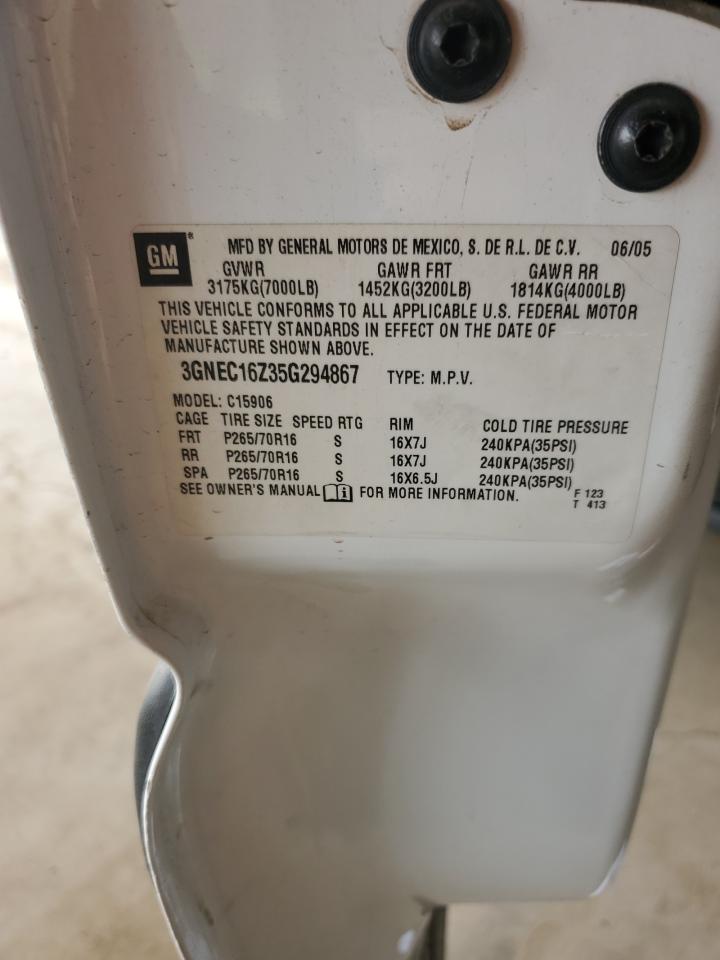 GM® MFD BY GENERAL MOTORS DE MEXICO, S. DE R.L. DE C.V. 06/05
GVWR GAWR FRT GAWR RR
3175KG(7000LB) 1452KG(3200LB) 1814KG(4000LB)
THIS VEHICLE CONFORMS TO ALL APPLICABLE U.S. FEDERAL MOTOR
VEHICLE SAFETY STANDARDS IN EFFECT ON THE DATE OF
MANUFACTURE SHOWN ABOVE.
3GNEC16Z35G294867 TYPE: M.P.V.
MODEL: C15906
CAGE TIRE SIZE SPEED RTG RIM COLD TIRE PRESSURE
FRT P265/70R16 S 16X7J 240KPA(35PSI)
RR P265/70R16 S 16X7J 240KPA(35PSI)
SPA P265/70R16 S 16X6.5J 240KPA(35PSI)
SEE OWNER'S MANUAL FOR MORE INFORMATION. F 123
T 413